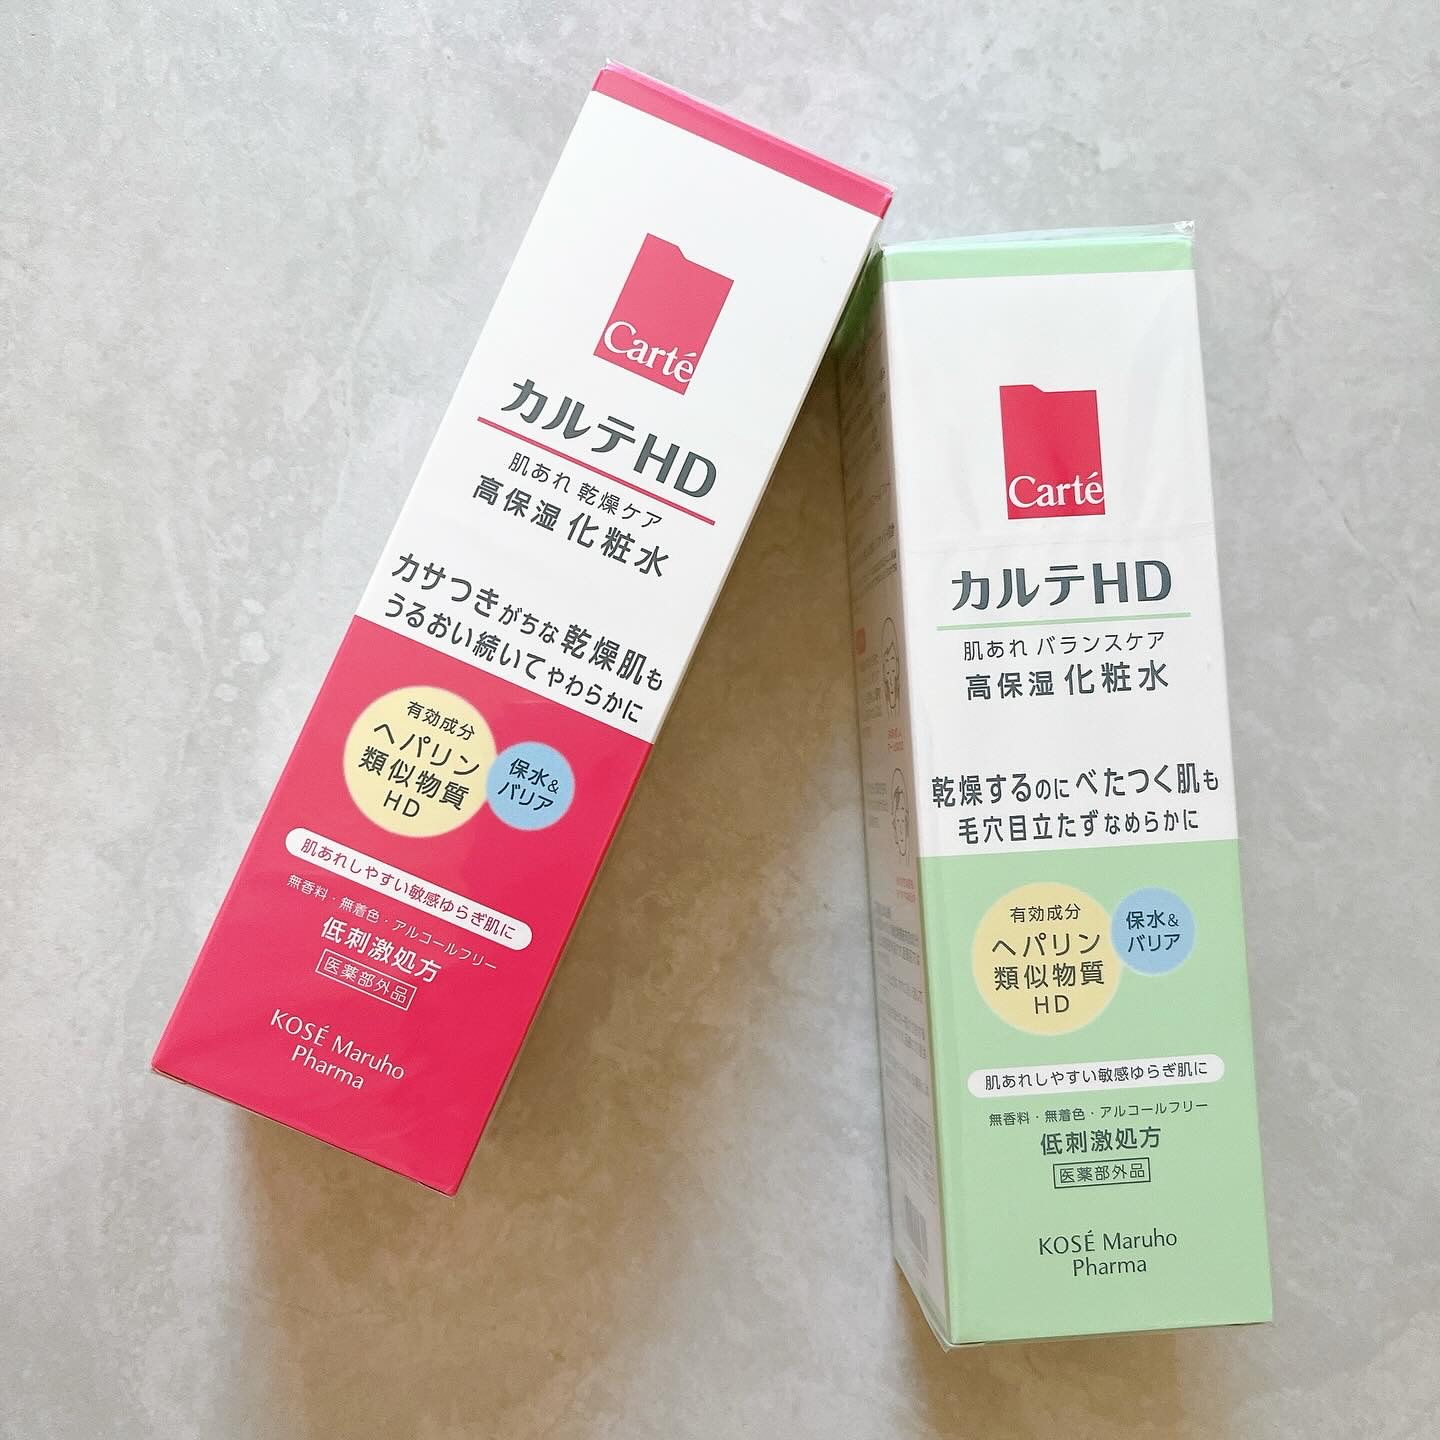 Carté
カルテHD
肌あれ 乾燥ケア
高保湿 化粧水
カサつきがちな乾燥肌も
うるおい続いてやわらかに
有効成分
ヘパリン
類似物質
HD
保水&
バリア
肌あれしやすい敏感ゆらぎ肌に
無香料・無着色・アルコールフリー
低刺激処方
医薬部外品
KOSÉ Maruho
Pharma
Carté
カルテHD
肌あれ バランスケア
高保湿 化粧水
乾燥するのにべたつく肌も
毛穴目立たずなめらかに
有効成分
ヘパリン
類似物質
HD
保水&
バリア
肌あれしやすい敏感ゆらぎ肌に
無香料・無着色・アルコールフリー
低刺激処方
医薬部外品
KOSÉ Maruho
Pharma